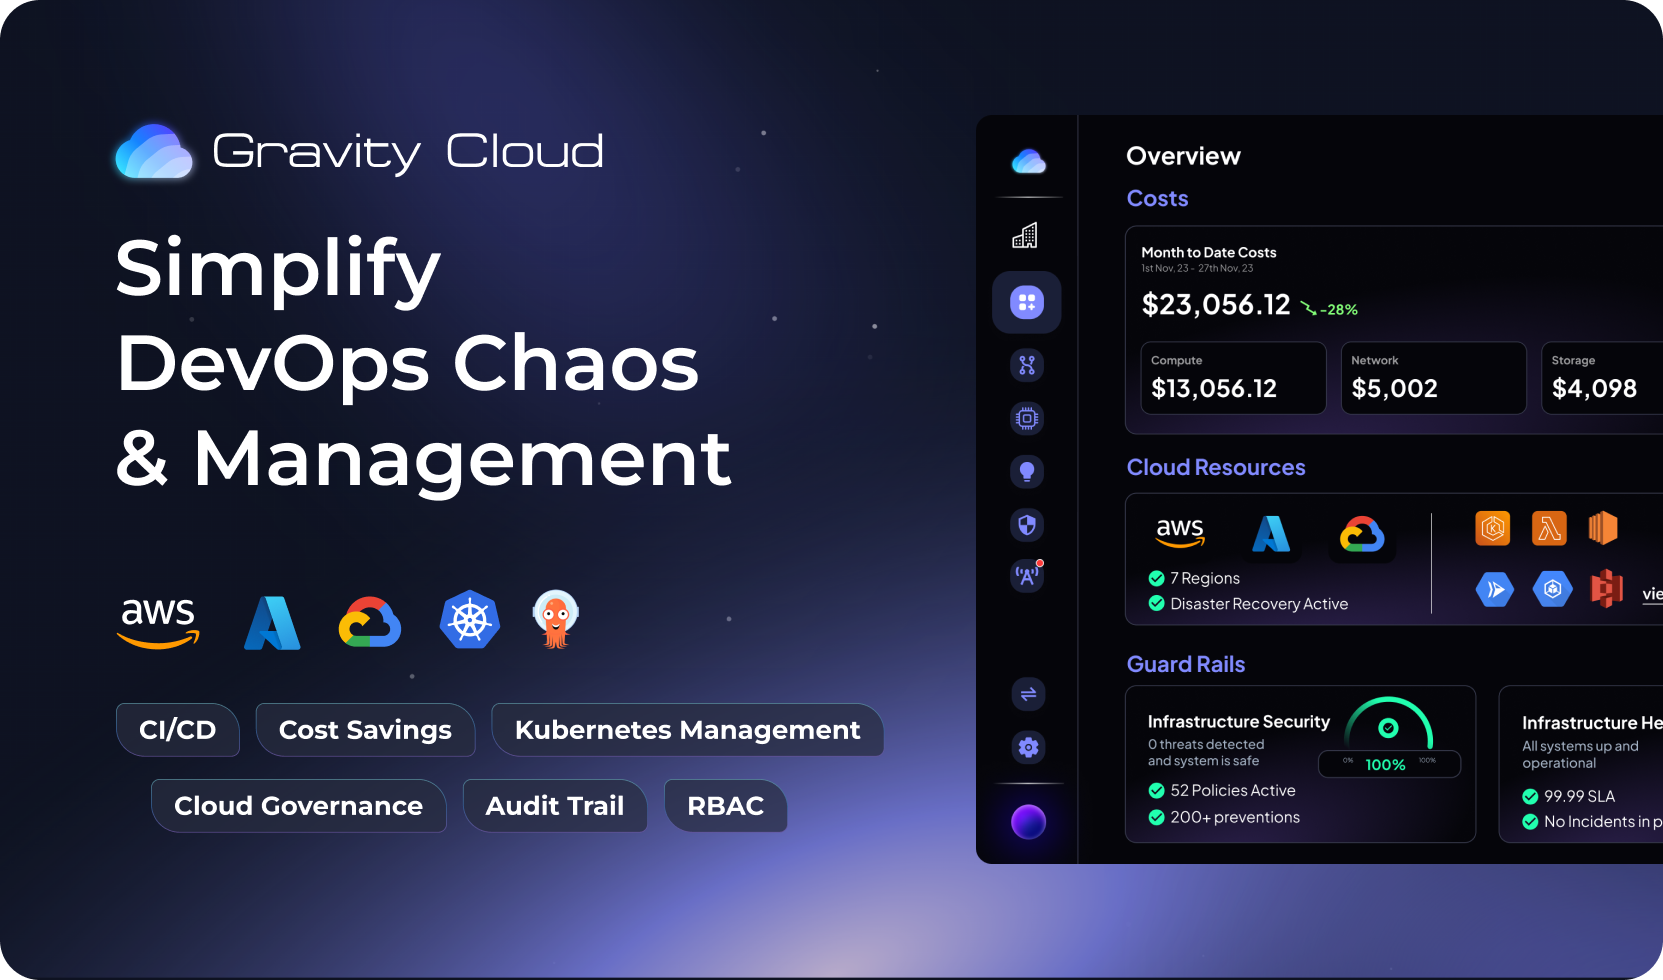 Gravity Cloud
Simplify
DevOps Chaos
& Management
aws
CI/CD
Cost Savings
Kubernetes Management
Cloud Governance
Audit Trail
RBAC
Overview
Costs
Month to Date Costs
1st Nov, 23 - 27th Nov, 23
$23,056.12 -28%
Compute
$13,056.12
Network
$5,002
Storage
$4,098
Cloud Resources
aws
7 Regions
Disaster Recovery Active
vie
Guard Rails
Infrastructure Security
0 threats detected
and system is safe
0% 100% 100%
52 Policies Active
200+ preventions
Infrastructure He
All systems up and
operational
99.99 SLA
No Incidents in p